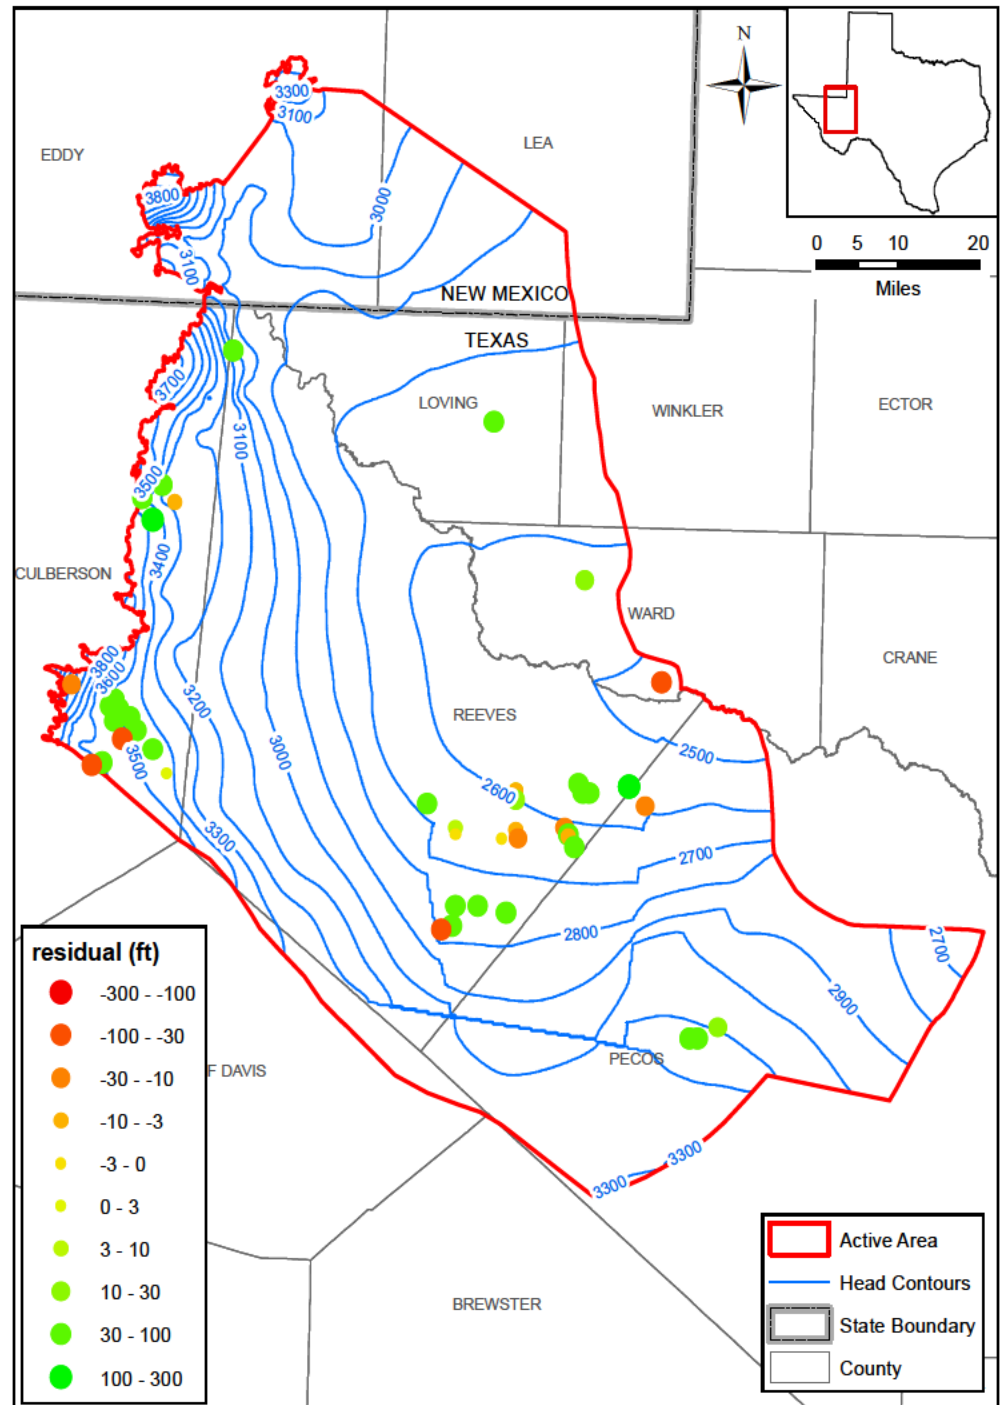 N
3300
3100
EDDY
LEA
3800
3000
3100
0 5 10 20
Miles
NEW MEXICO
TEXAS
3700
LOVING
WINKLER
ECTOR
3100
3500
3400
CULBERSON
WARD
CRANE
3800
3600
3200
REEVES
3500
3000
2500
2600
3300
2700
2800
2700
2900
PECOS
F DAVIS
3300
3300
BREWSTER
residual (ft)
-300 - -100
-100 - -30
-30 - -10
-10 - -3
-3 - 0
0 - 3
3 - 10
10 - 30
30 - 100
100 - 300
Active Area
Head Contours
State Boundary
County